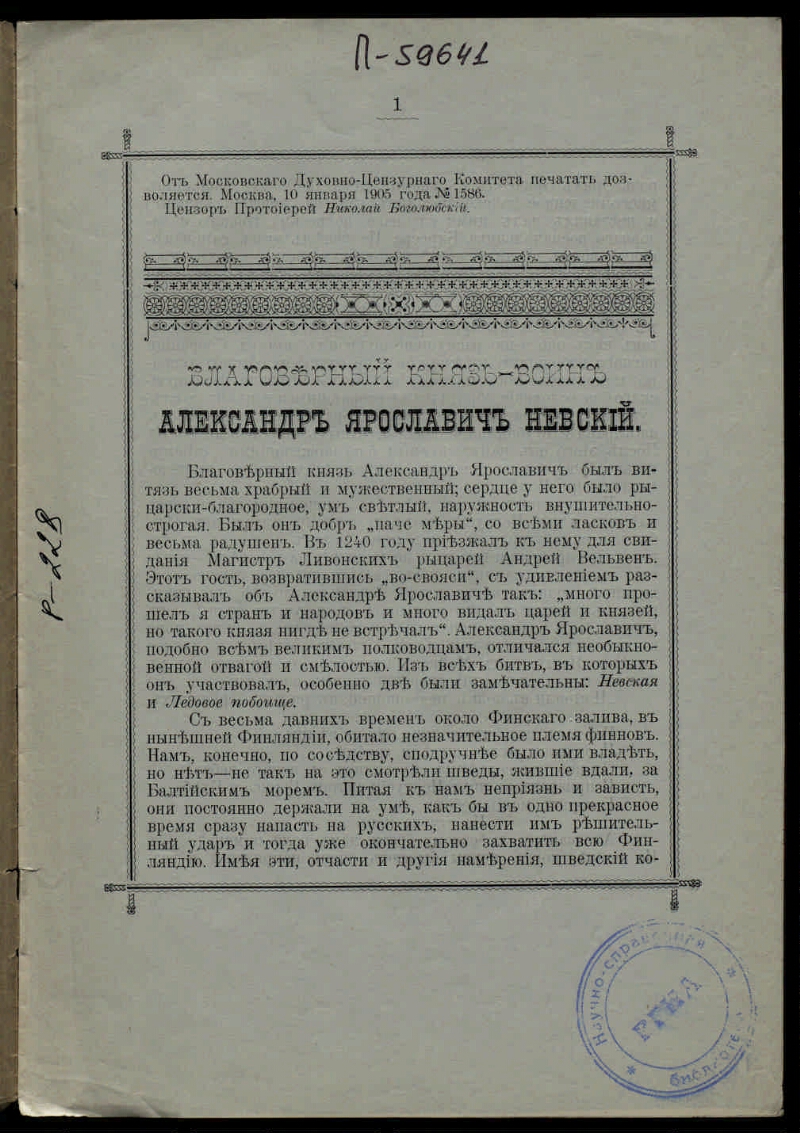 П-59641
1
Отъ Московскаго Духовно-Цензурнаго Комитета печатать доз-
воляется. Москва, 10 января 1905 года № 1586.
Цензоръ Протоіерей Николай Боголюбскій.
БЛАГОВѢРНЫЙ КНЯЗЬ-ВОИНЪ
АЛЕКСАНДРЪ ЯРОСЛАВИЧЪ НЕВСКІЙ.
Благовѣрный князь Александръ Ярославичъ былъ ви-
тязь весьма храбрый и мужественный; сердце у него было ры-
царски-благородное, умъ свѣтлый, наружность внушительно-
строгая. Былъ онъ добръ „паче мѣры“, со всѣми ласковъ и
весьма радушенъ. Въ 1240 году пріѣзжалъ къ нему для сви-
данія Магистръ Ливонскихъ рыцарей Андрей Вельвенъ.
Этотъ гость, возвратившись „во-свояси“, съ удивленіемъ раз-
сказывалъ объ Александрѣ Ярославичѣ такъ: „много про-
шелъ я странъ и народовъ и много видалъ царей и князей,
но такого князя нигдѣ не встрѣчалъ“. Александръ Ярославичъ,
подобно всѣмъ великимъ полководцамъ, отличался необыкно-
венной отвагой и смѣлостью. Изъ всѣхъ битвъ, въ которыхъ
онъ участвовалъ, особенно двѣ были замѣчательны: Невская
и Ледовое побоище.
Съ весьма давнихъ временъ около Финскаго залива, въ
нынѣшней Финляндіи, обитало незначительное племя финновъ.
Намъ, конечно, по сосѣдству, сподручнѣе было ими владѣть,
но нѣтъ—не такъ на это смотрѣли шведы, жившіе вдали, за
Балтійскимъ моремъ. Питая къ намъ непріязнь и зависть,
они постоянно держали на умѣ, какъ бы въ одно прекрасное
время сразу напасть на русскихъ, нанести имъ рѣшитель-
ный ударъ и тогда уже окончательно захватить всю Фин-
ляндію. Имѣя эти, отчасти и другія намѣренія, шведскій ко-
Р-228
Научно-справочная
РГИА